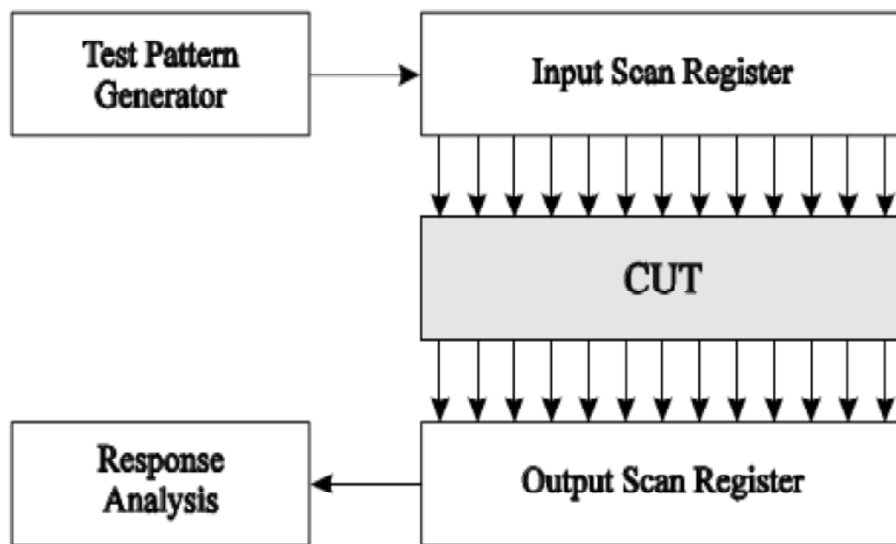 Test Pattern
Generator
Input Scan Register
CUT
Response
Analysis
Output Scan Register